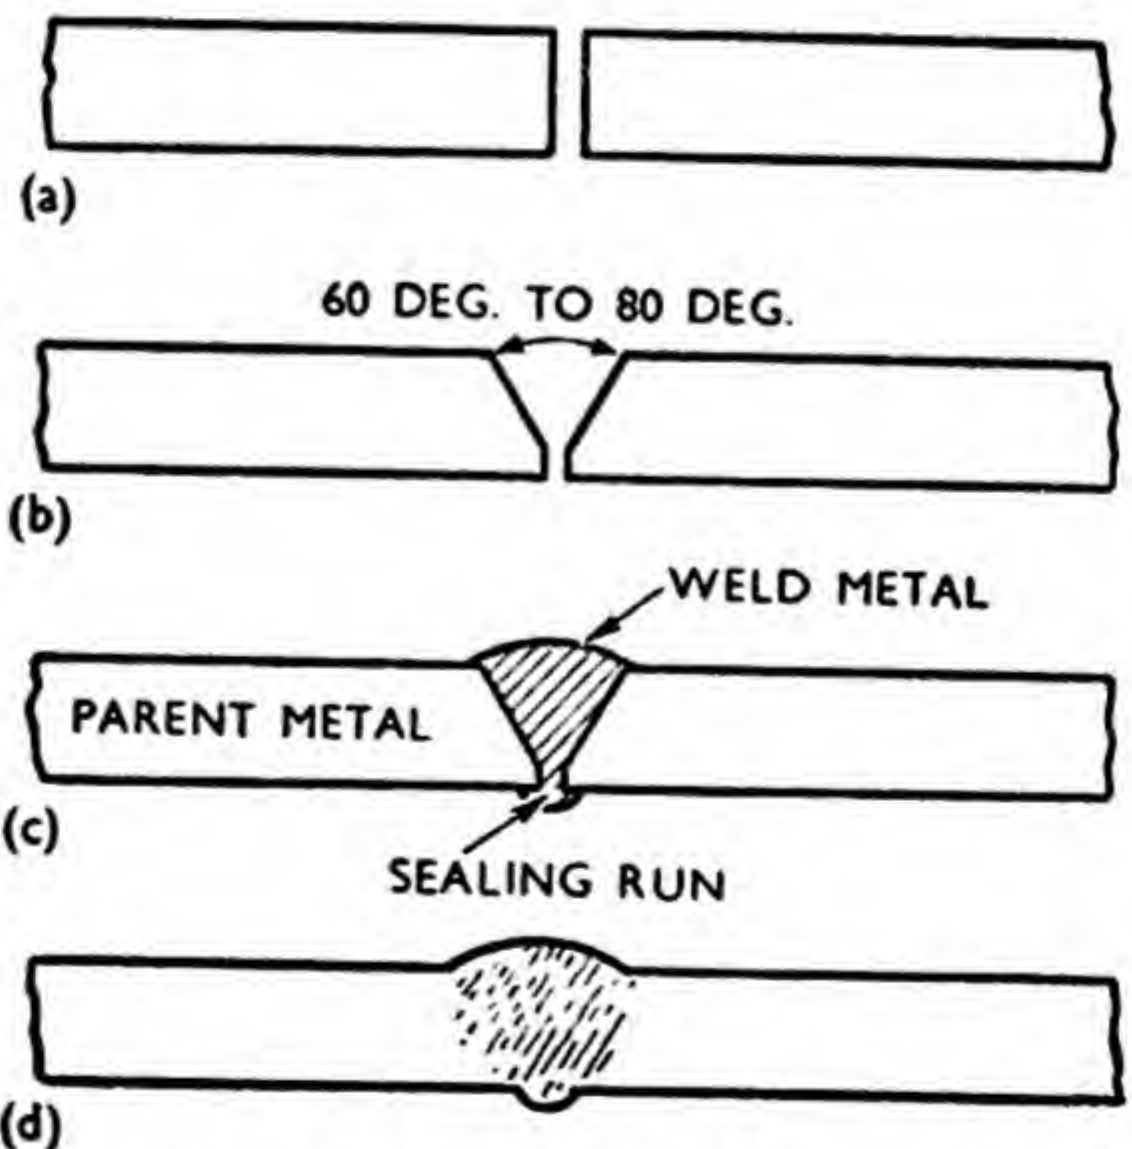 (a)
60 DEG. TO 80 DEG.
(b)
WELD METAL
PARENT METAL
(c)
SEALING RUN
(d)